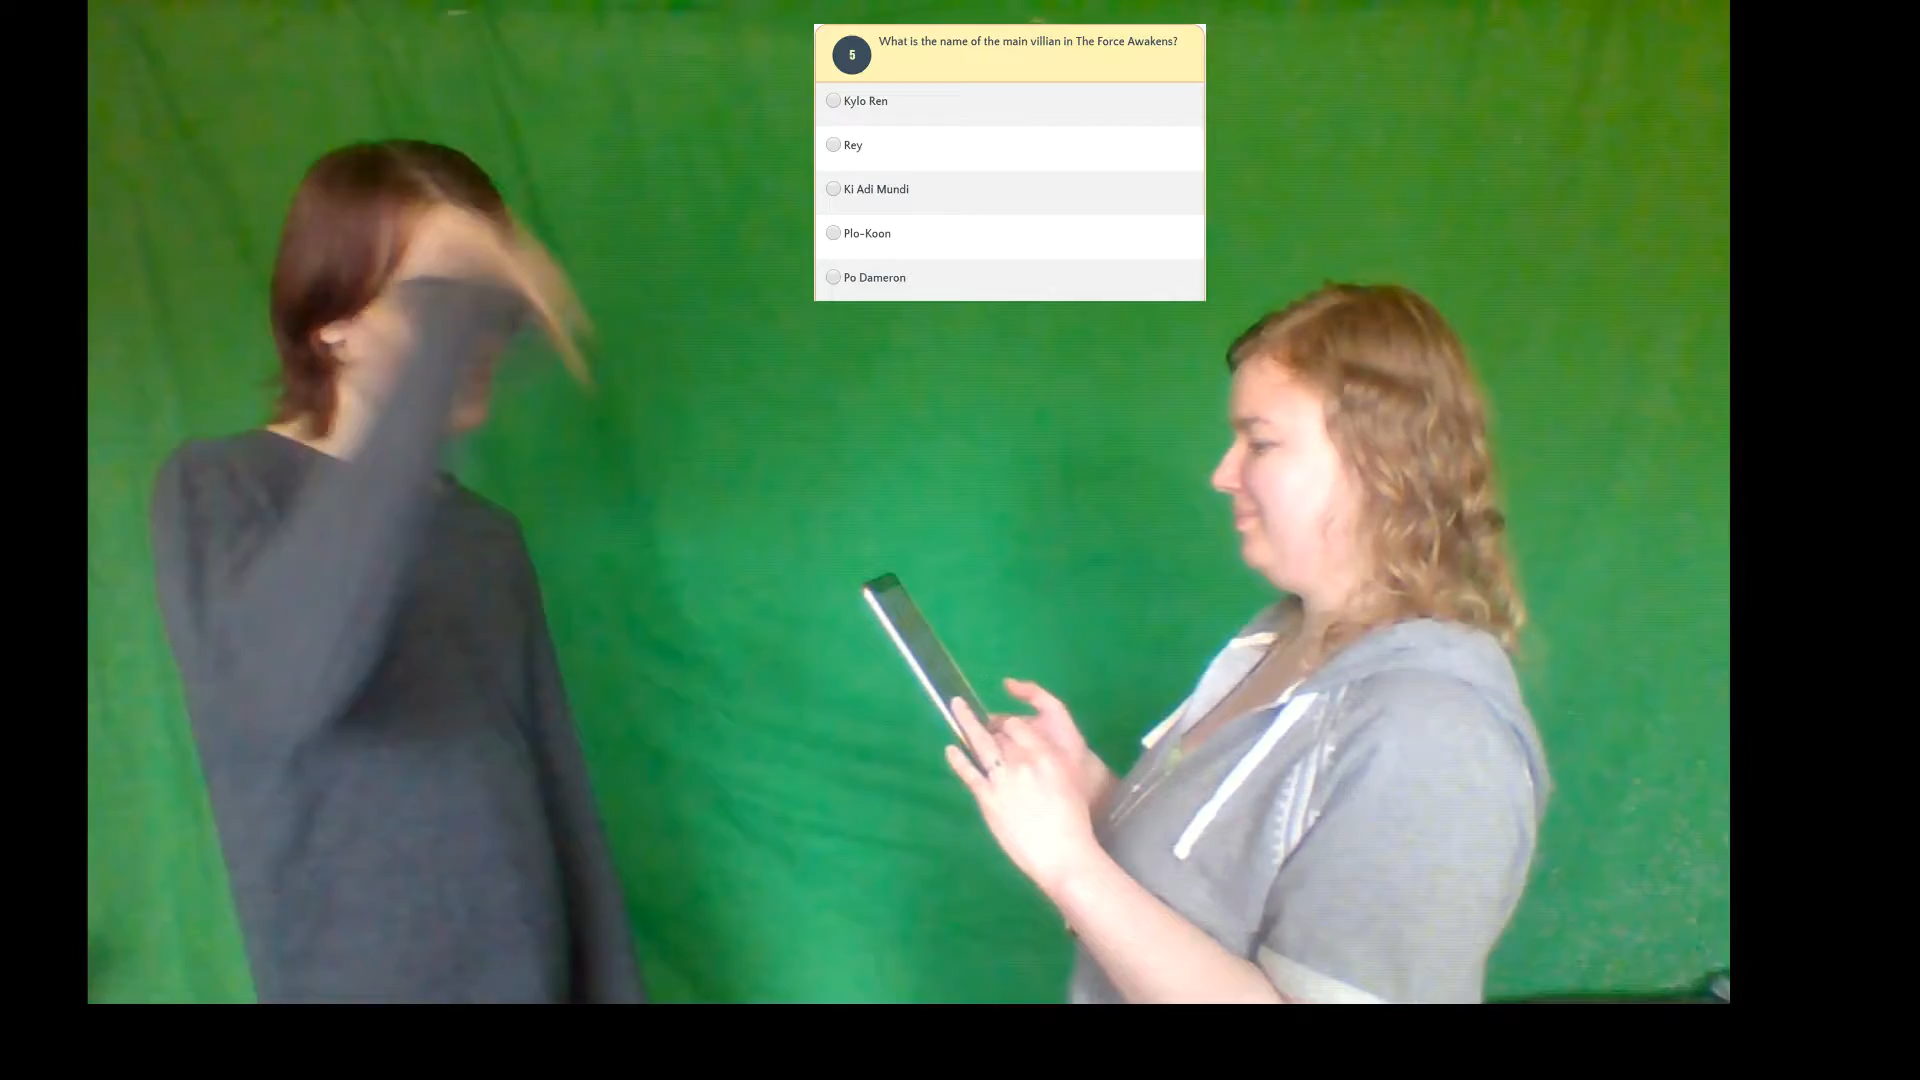 5
What is the name of the main villian in The Force Awakens?
Kylo Ren
Rey
Ki Adi Mundi
Plo-Koon
Po Dameron